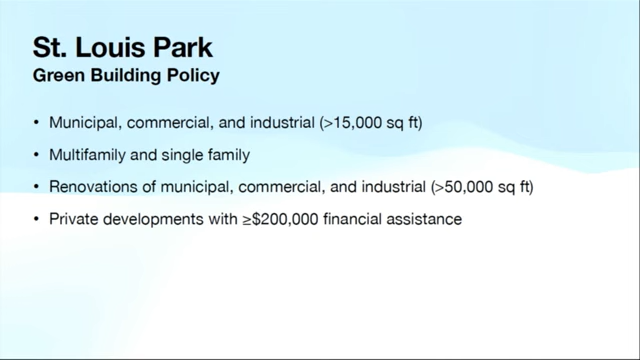 St. Louis Park
Green Building Policy
• Municipal, commercial, and industrial (>15,000 sq ft)
• Multifamily and single family
• Renovations of municipal, commercial, and industrial (>50,000 sq ft)
• Private developments with ≥$200,000 financial assistance